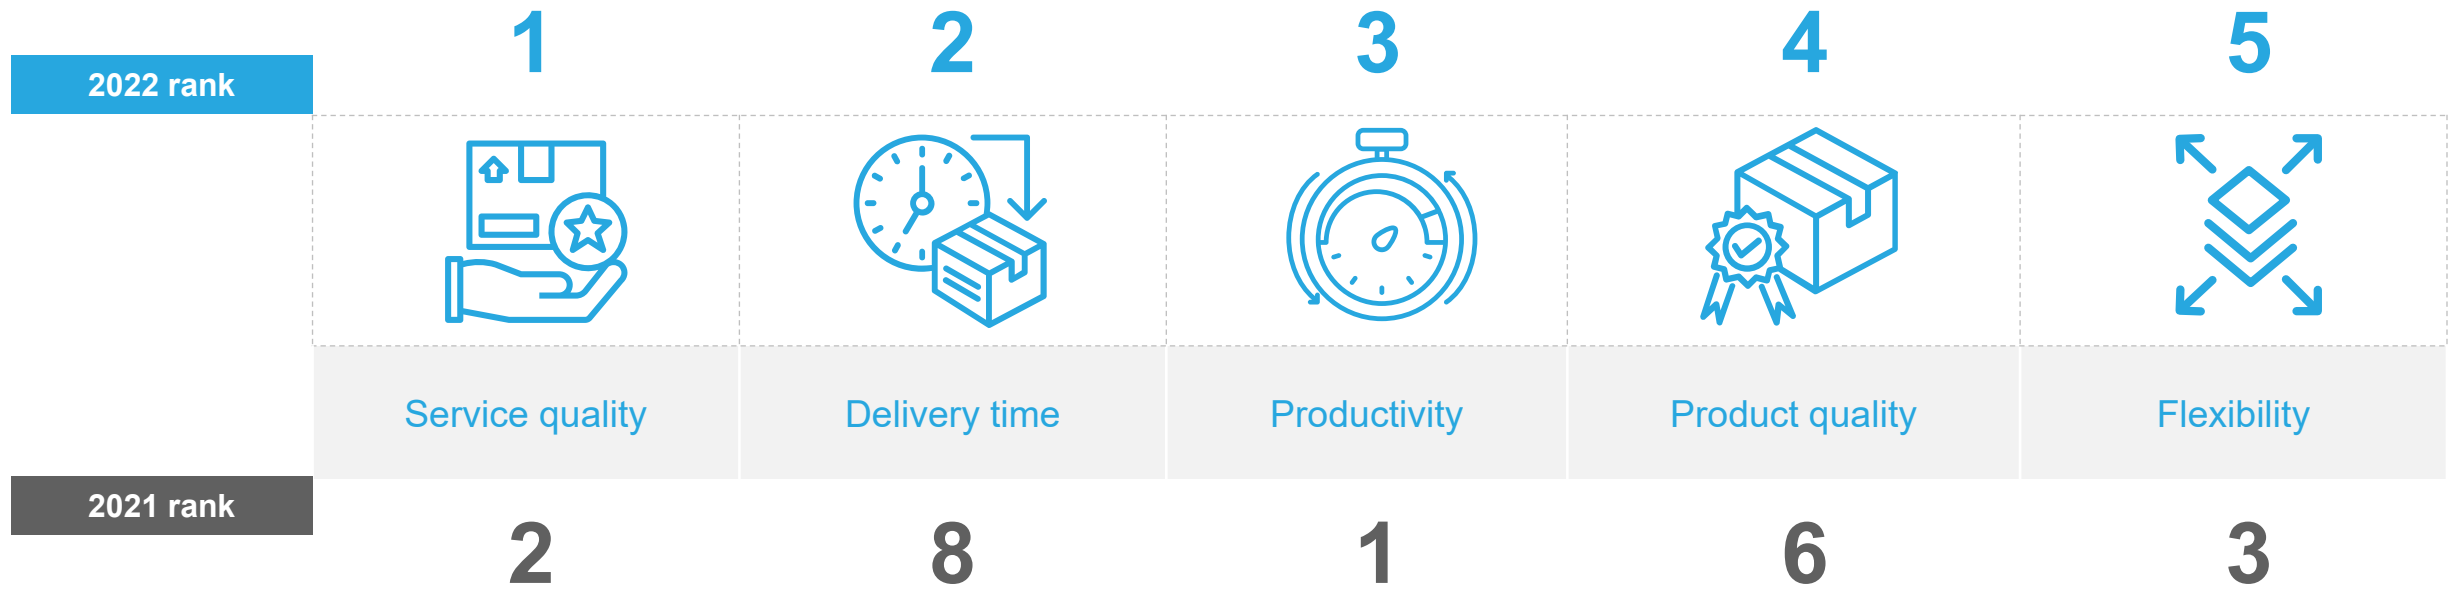 1 2 3 4 5
2022 rank
Service quality Delivery time Productivity Product quality Flexibility
2021 rank
2 8 1 6 3